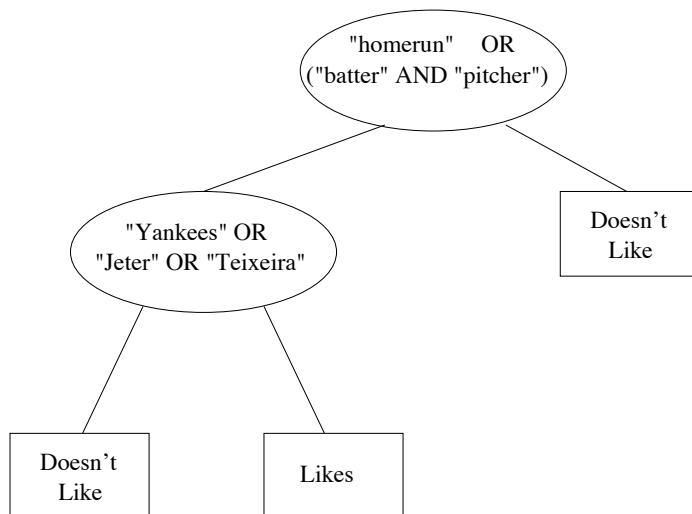 "homerun" OR
("batter" AND "pitcher")
"Yankees" OR
"Jeter" OR "Teixeira"
Doesn't
Like
Doesn't
Like
Likes